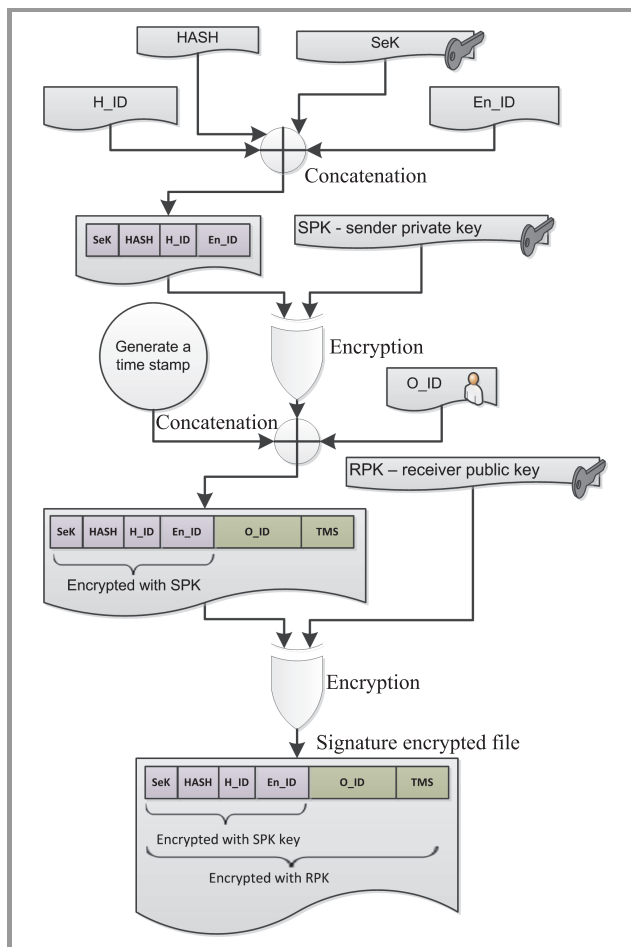 HASH
SeK
H_ID
En_ID
Concatenation
SeK HASH H_ID En_ID
SPK - sender private key
Generate a
time stamp
Encryption
O_ID
Concatenation
RPK – receiver public key
SeK HASH H_ID En_ID O_ID TMS
Encrypted with SPK
Encryption
Signature encrypted file
SeK HASH H_ID En_ID O_ID TMS
Encrypted with SPK key
Encrypted with RPK